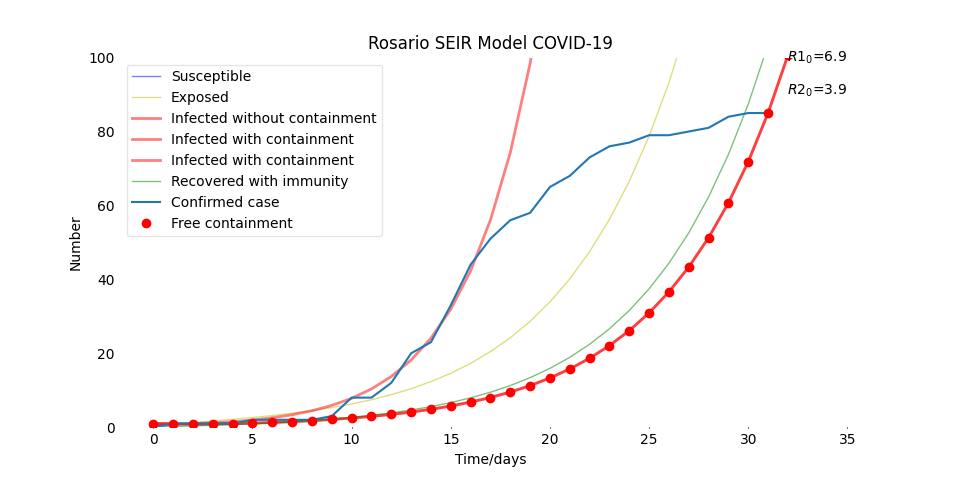 Rosario SEIR Model COVID-19
R1₀=6.9
R2₀=3.9
Susceptible
Exposed
Infected without containment
Infected with containment
Infected with containment
Recovered with immunity
Confirmed case
Free containment
Number
100
80
60
40
20
0
0 5 10 15 20 25 30 35
Time/days